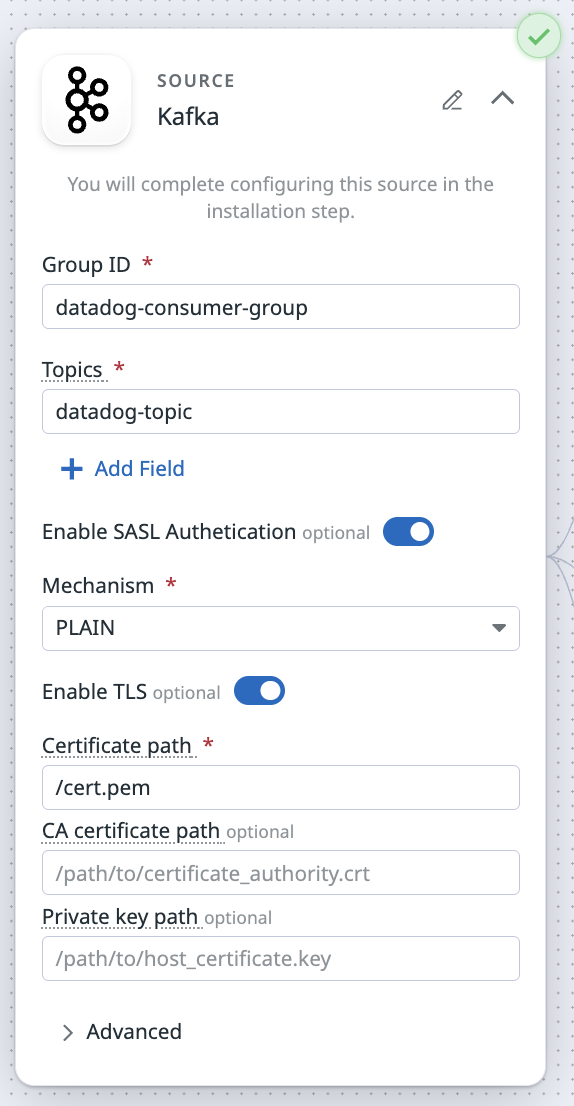 SOURCE
Kafka
You will complete configuring this source in the
installation step.
Group ID *
datadog-consumer-group
Topics *
datadog-topic
Add Field
Enable SASL Authetication optional
Mechanism *
PLAIN
Enable TLS optional
Certificate path *
/cert.pem
CA certificate path optional
/path/to/certificate_authority.crt
Private key path optional
/path/to/host_certificate.key
Advanced